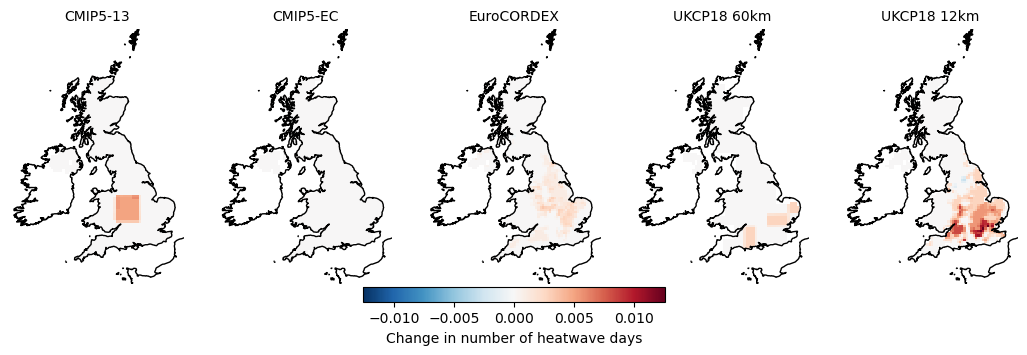 CMIP5-13 CMIP5-EC EuroCORDEX UKCP18 60km UKCP18 12km
−0.010 −0.005 0.000 0.005 0.010
Change in number of heatwave days